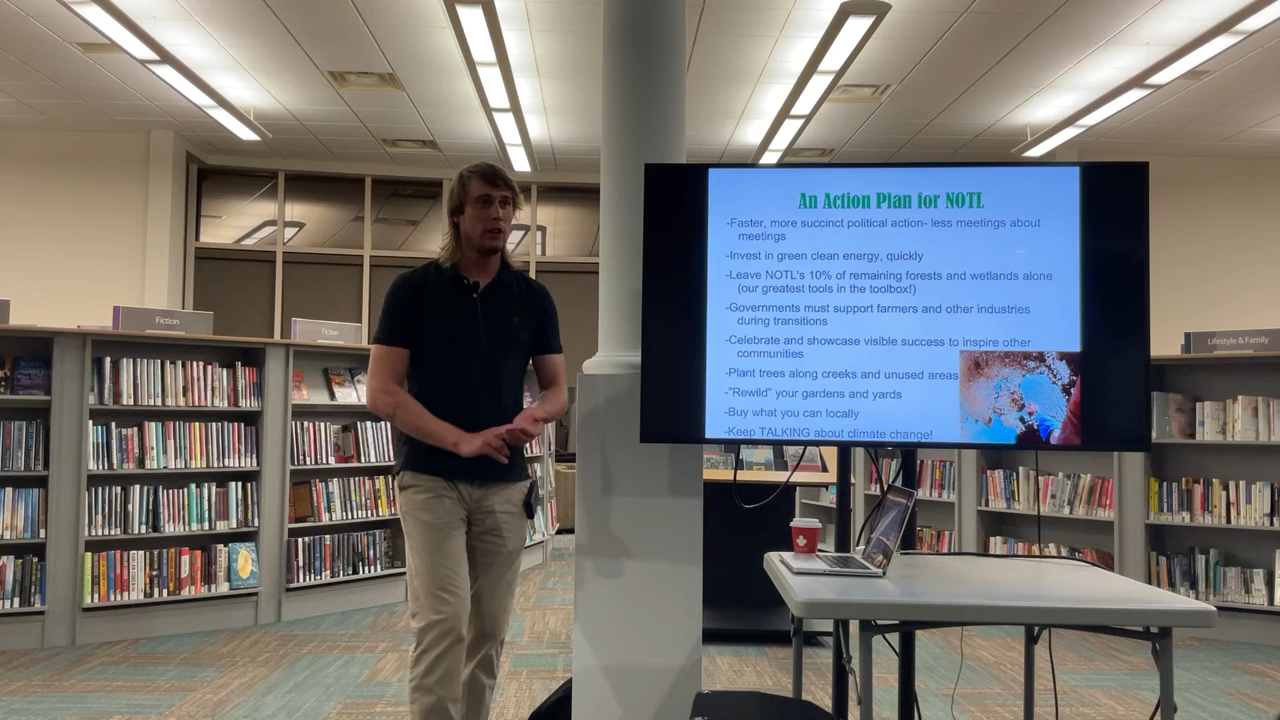 Fiction
Fiction
Lifestyle & Family
An Action Plan for NOTL
-Faster, more succinct political action- less meetings about
meetings
-Invest in green clean energy, quickly
-Leave NOTL's 10% of remaining forests and wetlands alone
(our greatest tools in the toolbox!)
-Governments must support farmers and other industries
during transitions
-Celebrate and showcase visible success to inspire other
communities
-Plant trees along creeks and unused areas
-"Rewild" your gardens and yards
-Buy what you can locally
-Keep TALKING about climate change!